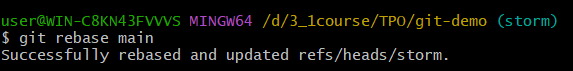 user@WIN-C8KN43FVVVS MINGW64 /d/3_1course/TPO/git-demo (storm)
$ git rebase main
Successfully rebased and updated refs/heads/storm.